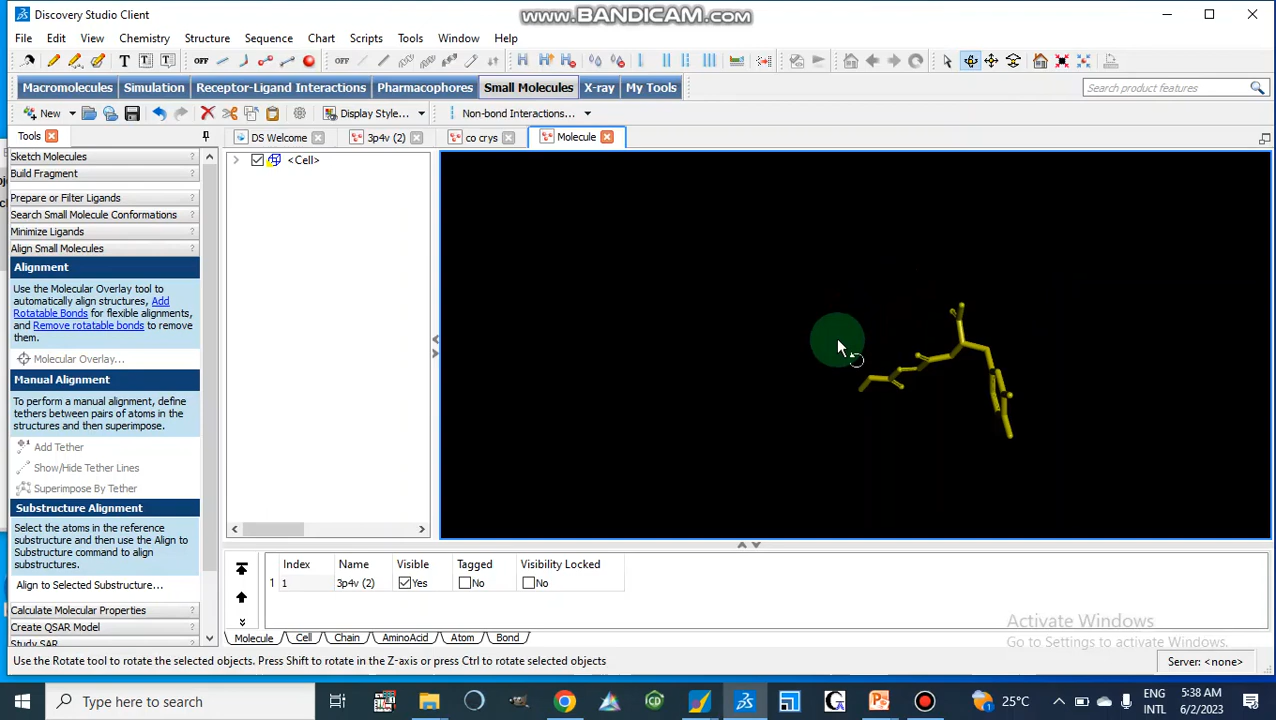 Discovery Studio Client
www.BANDICAM.com
File Edit View Chemistry Structure Sequence Chart Scripts Tools Window Help
OFF OFF
Macromolecules Simulation Receptor-Ligand Interactions Pharmacophores Small Molecules X-ray My Tools
Search product features
New Display Style... Non-bond Interactions...
Tools
DS Welcome 3p4v (2) co crys Molecule
Sketch Molecules ?
Build Fragment ?
Prepare or Filter Ligands ?
Search Small Molecule Conformations ?
Minimize Ligands ?
Align Small Molecules ?
Alignment
Use the Molecular Overlay tool to
automatically align structures, Add
Rotatable Bonds for flexible alignments,
and Remove rotatable bonds to remove
them.
Molecular Overlay...
Manual Alignment
To perform a manual alignment, define
tethers between pairs of atoms in the
structures and then superimpose.
Add Tether
Show/Hide Tether Lines
Superimpose By Tether
Substructure Alignment
Select the atoms in the reference
substructure and then use the Align to
Substructure command to align
substructures.
Align to Selected Substructure...
Calculate Molecular Properties ?
Create QSAR Model ?
Study SAR
<Cell>
Index Name Visible Tagged Visibility Locked
1 1 3p4v (2) Yes No No
Molecule Cell Chain AminoAcid Atom Bond
Activate Windows
Go to Settings to activate Windows.
Use the Rotate tool to rotate the selected objects. Press Shift to rotate in the Z-axis or press Ctrl to rotate selected objects
Server: <none>
Type here to search
25°C
ENG
INTL
5:38 AM
6/2/2023